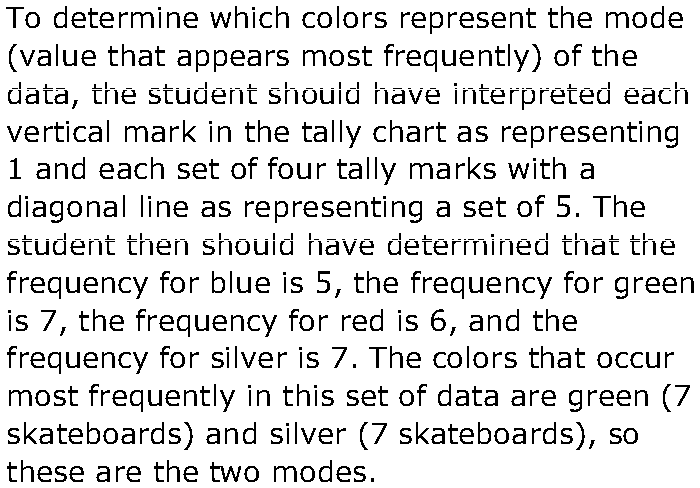 To determine which colors represent the mode
(value that appears most frequently) of the
data, the student should have interpreted each
vertical mark in the tally chart as representing
1 and each set of four tally marks with a
diagonal line as representing a set of 5. The
student then should have determined that the
frequency for blue is 5, the frequency for green
is 7, the frequency for red is 6, and the
frequency for silver is 7. The colors that occur
most frequently in this set of data are green (7
skateboards) and silver (7 skateboards), so
these are the two modes.